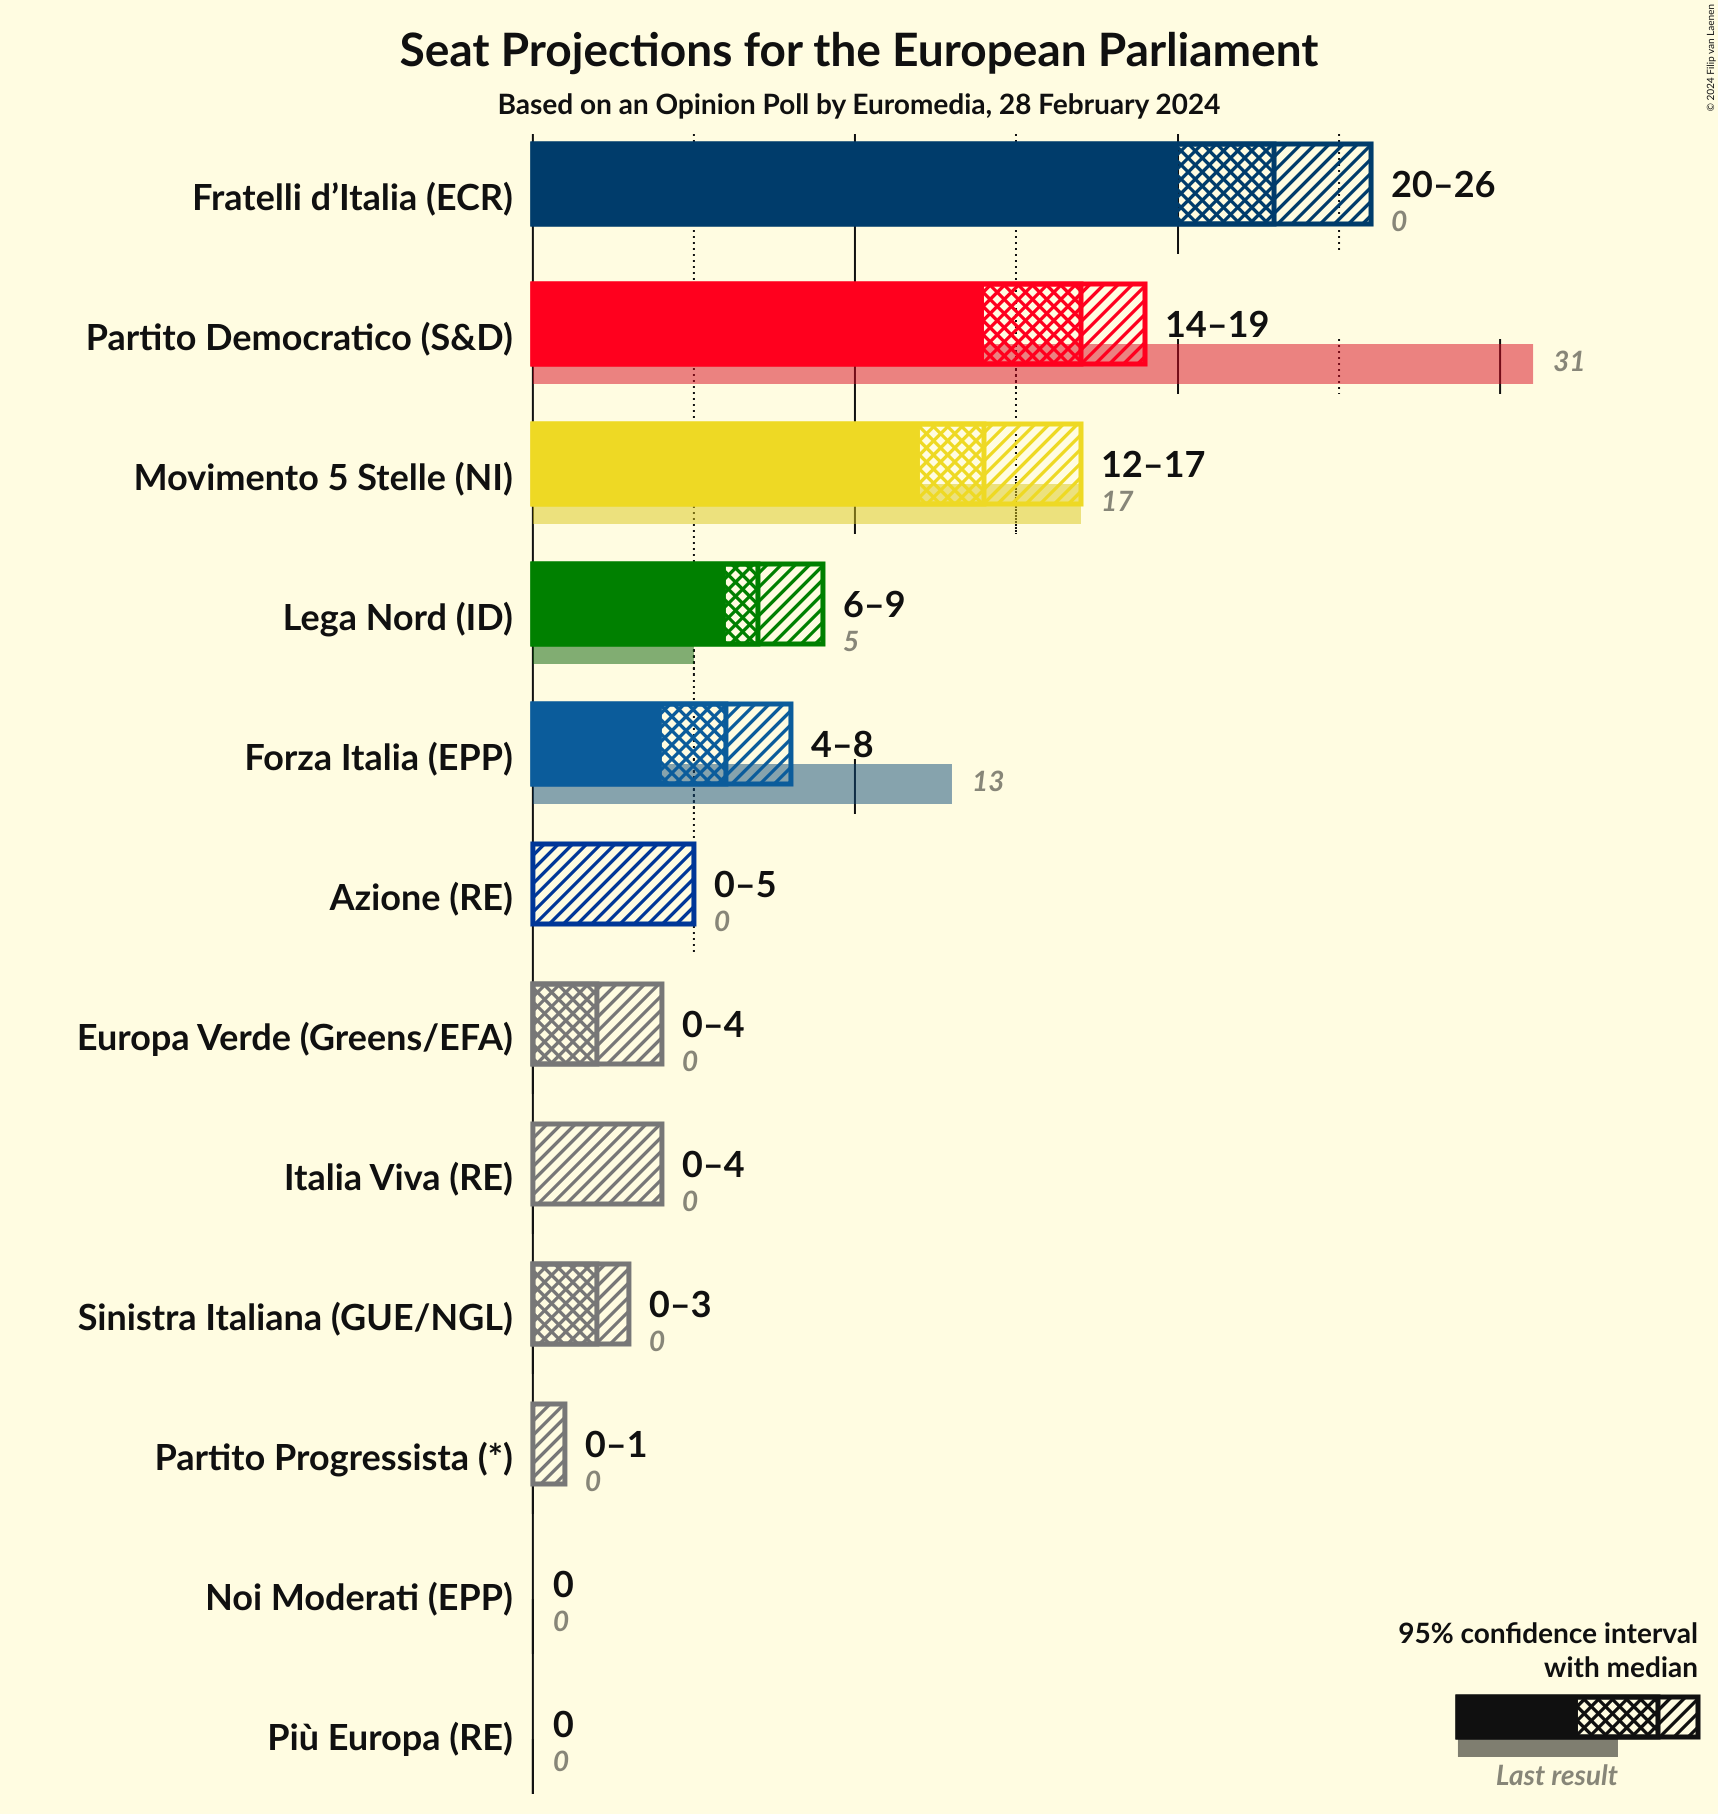 Seat Projections for the European Parliament
Based on an Opinion Poll by Euromedia, 28 February 2024
© 2024 Filip van Laenen
Fratelli d’Italia (ECR)
20–26
0
Partito Democratico (S&D)
14–19
31
Movimento 5 Stelle (NI)
12–17
17
Lega Nord (ID)
6–9
5
Forza Italia (EPP)
4–8
13
Azione (RE)
0–5
0
Europa Verde (Greens/EFA)
0–4
0
Italia Viva (RE)
0–4
0
Sinistra Italiana (GUE/NGL)
0–3
0
Partito Progressista (*)
0–1
0
Noi Moderati (EPP)
0
0
Più Europa (RE)
0
0
95% confidence interval
with median
Last result